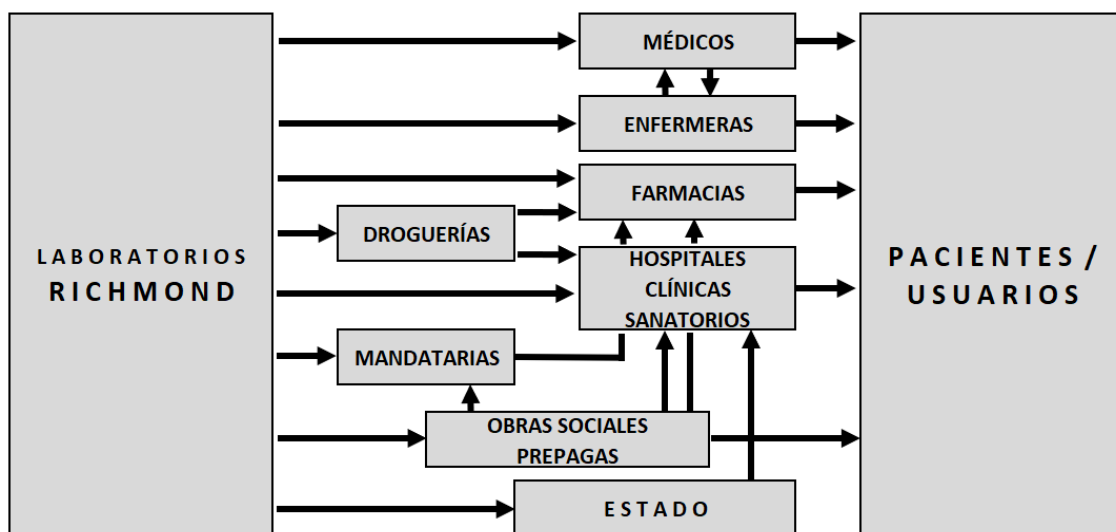 LABORATORIOS
RICHMOND
MÉDICOS
ENFERMERAS
FARMACIAS
DROGUERÍAS
HOSPITALES
CLÍNICAS
SANATORIOS
MANDATARIAS
OBRAS SOCIALES
PREPAGAS
ESTADO
PACIENTES /
USUARIOS